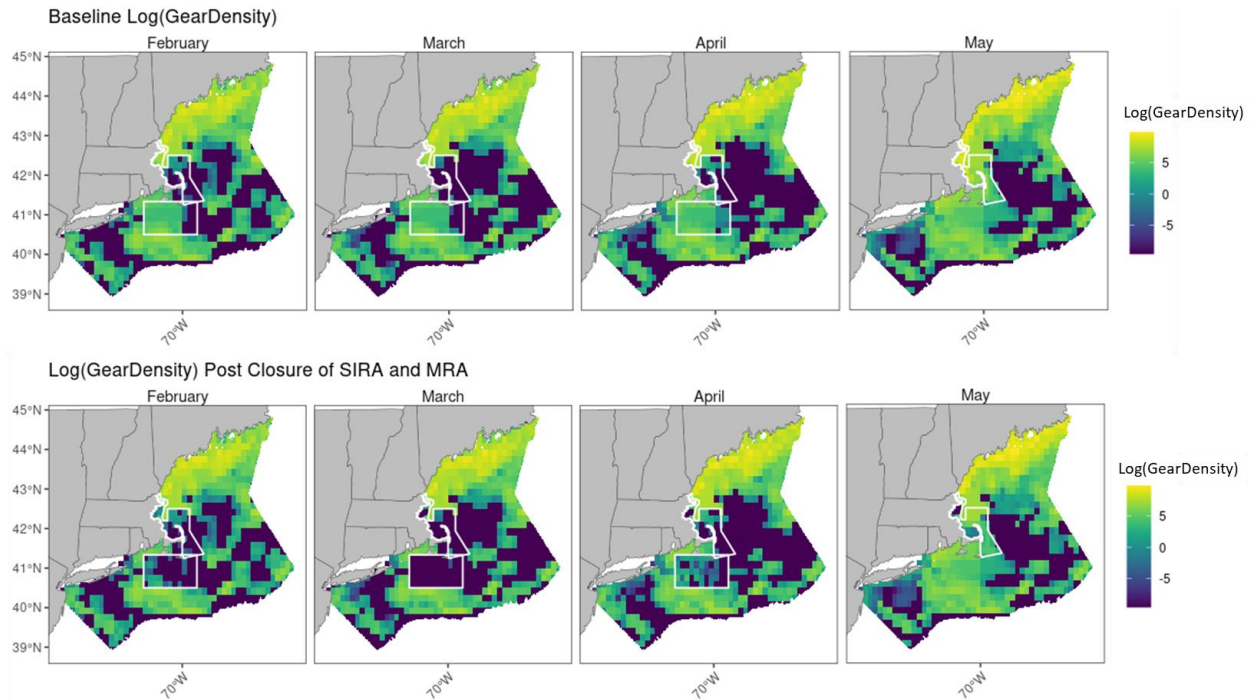 Baseline Log(GearDensity)
February March April May
45°N
44°N
43°N
42°N
41°N
40°N
39°N
70°W 70°W 70°W 70°W
Log(GearDensity)
5
0
-5
Log(GearDensity) Post Closure of SIRA and MRA
February March April May
45°N
44°N
43°N
42°N
41°N
40°N
39°N
70°W 70°W 70°W 70°W
Log(GearDensity)
5
0
-5